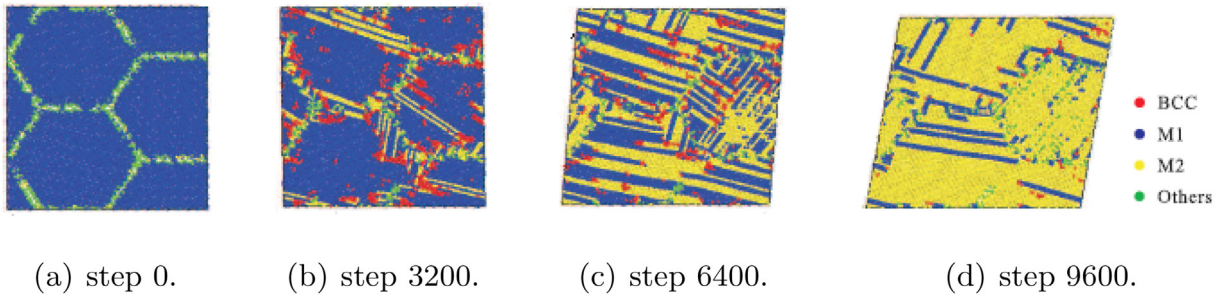 BCC
M1
M2
Others
(a) step 0.
(b) step 3200.
(c) step 6400.
(d) step 9600.